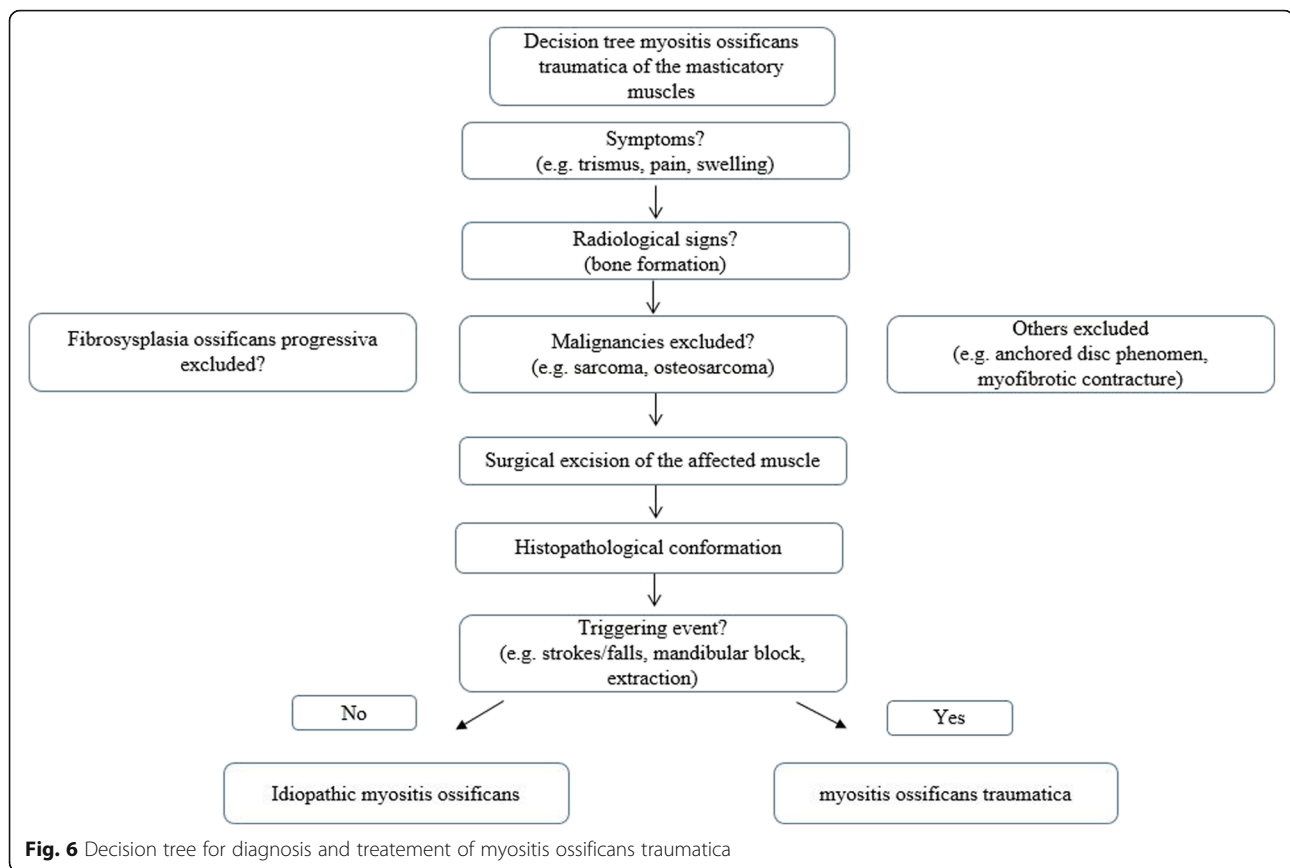 Decision tree myositis ossificans
traumatica of the masticatory
muscles
Symptoms?
(e.g. trismus, pain, swelling)
Radiological signs?
(bone formation)
Fibrosysplasia ossificans progressiva
excluded?
Malignancies excluded?
(e.g. sarcoma, osteosarcoma)
Others excluded
(e.g. anchored disc phenomen,
myofibrotic contracture)
Surgical excision of the affected muscle
Histopathological conformation
Triggering event?
(e.g. strokes/falls, mandibular block,
extraction)
No
Yes
Idiopathic myositis ossificans
myositis ossificans traumatica
Fig. 6 Decision tree for diagnosis and treatement of myositis ossificans traumatica